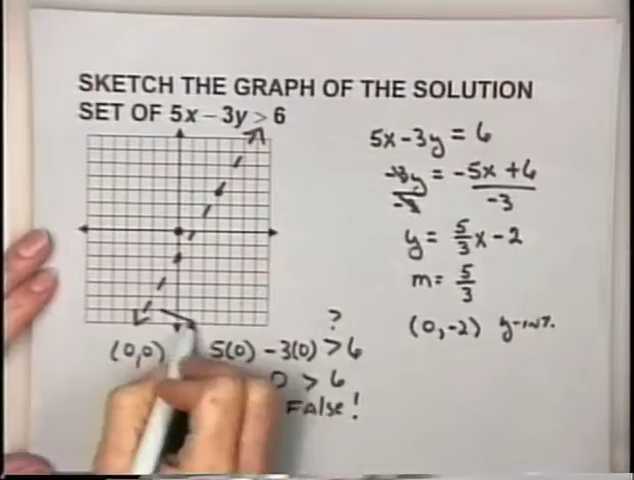 SKETCH THE GRAPH OF THE SOLUTION
SET OF 5x – 3y > 6
5x - 3y = 6
-3y = -5x + 6
-3 -3
y = 5/3 x - 2
m = 5/3
(0, -2) y-int.
?
(0,0) 5(0) - 3(0) > 6
0 > 6
False!